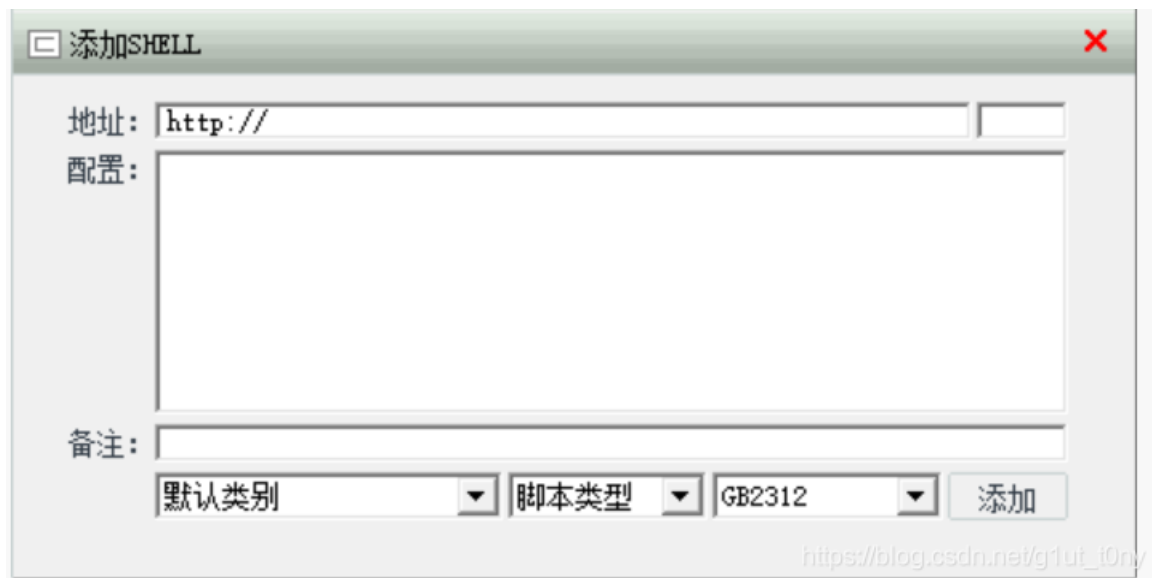 添加SHELL
地址: http://
配置:
备注:
默认类别 脚本类型 GB2312 添加
https://blog.csdn.net/g1ut_t0ny